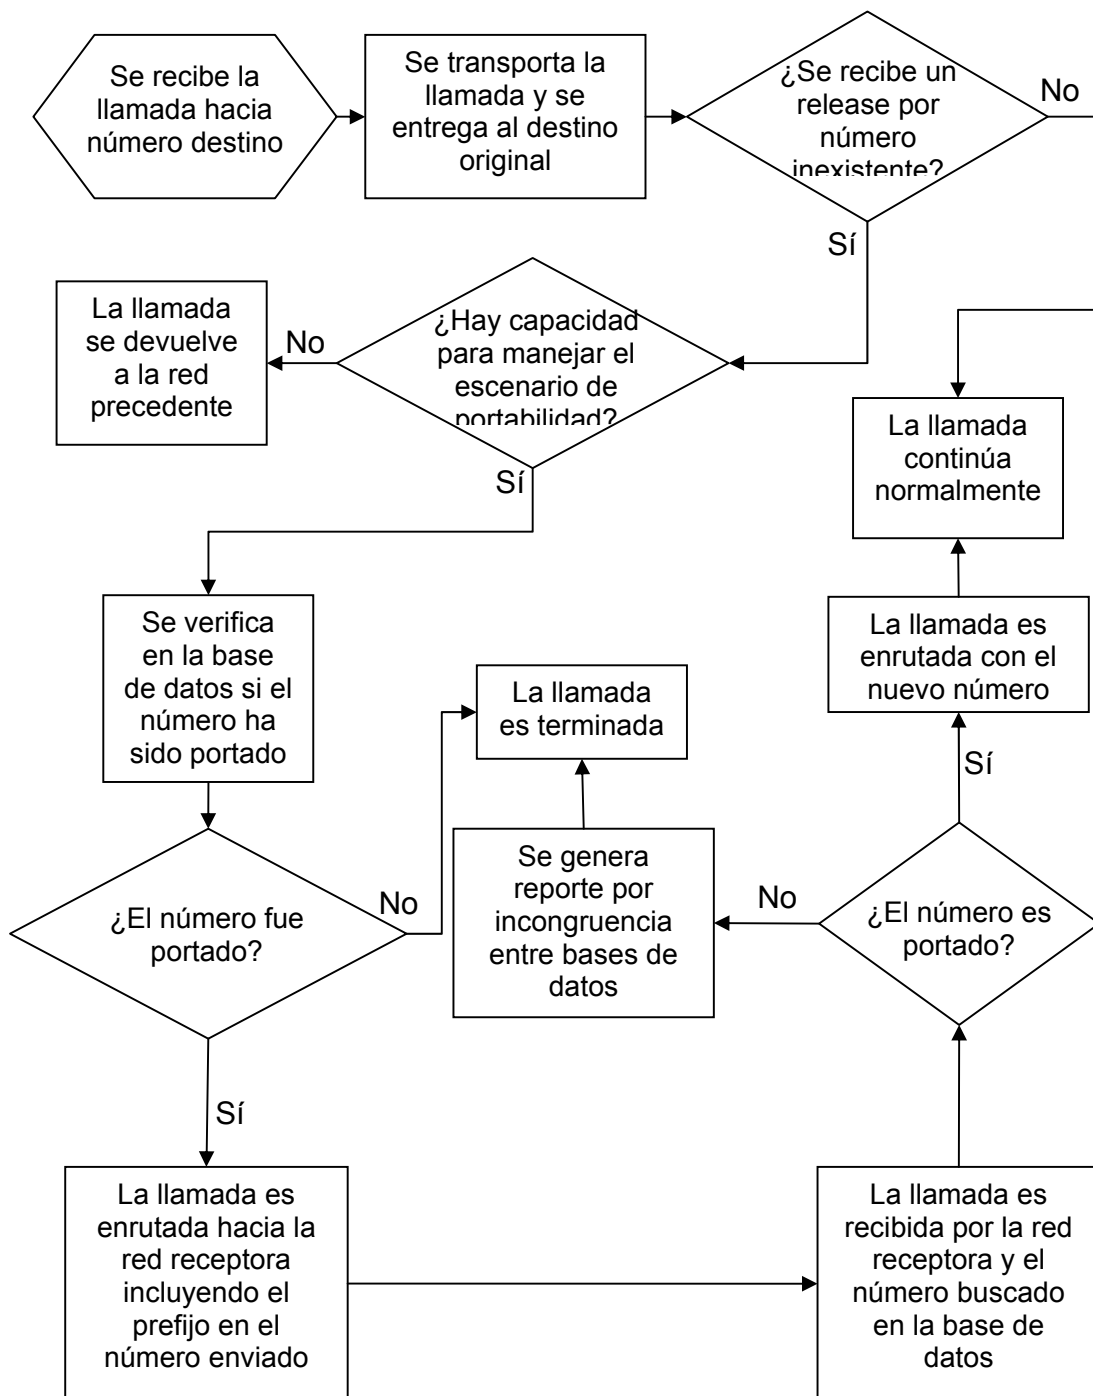 Se recibe la
llamada hacia
número destino
Se transporta la
llamada y se
entrega al destino
original
¿Se recibe un
release por
número
inexistente?
No
Sí
¿Hay capacidad
para manejar el
escenario de
portabilidad?
No
La llamada
se devuelve
a la red
precedente
Sí
La llamada
continúa
normalmente
Se verifica
en la base
de datos si el
número ha
sido portado
La llamada
es terminada
La llamada es
enrutada con el
nuevo número
Sí
¿El número fue
portado?
No
Se genera
reporte por
incongruencia
entre bases de
datos
No
¿El número es
portado?
Sí
La llamada es
enrutada hacia la
red receptora
incluyendo el
prefijo en el
número enviado
La llamada es
recibida por la red
receptora y el
número buscado
en la base de
datos